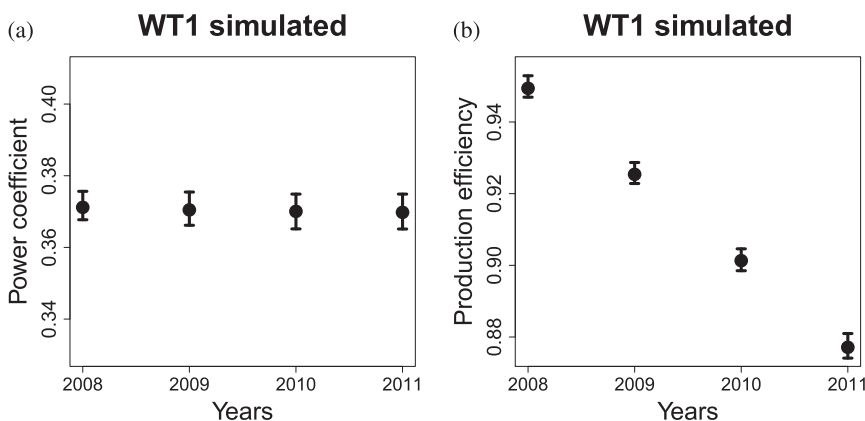 (a)
WT1 simulated
Power coefficient
0.40
0.38
0.36
0.34
2008 2009 2010 2011
Years
(b)
WT1 simulated
Production efficiency
0.94
0.92
0.90
0.88
2008 2009 2010 2011
Years